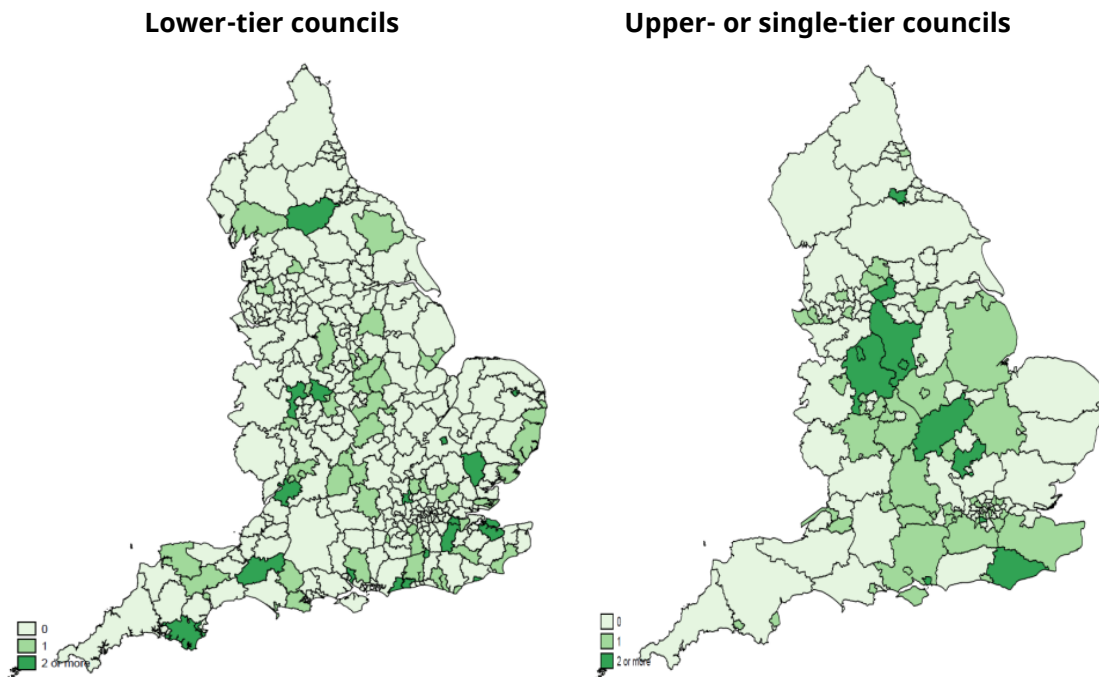 Lower-tier councils
Upper- or single-tier councils
0
1
2 or more
0
1
2 or more